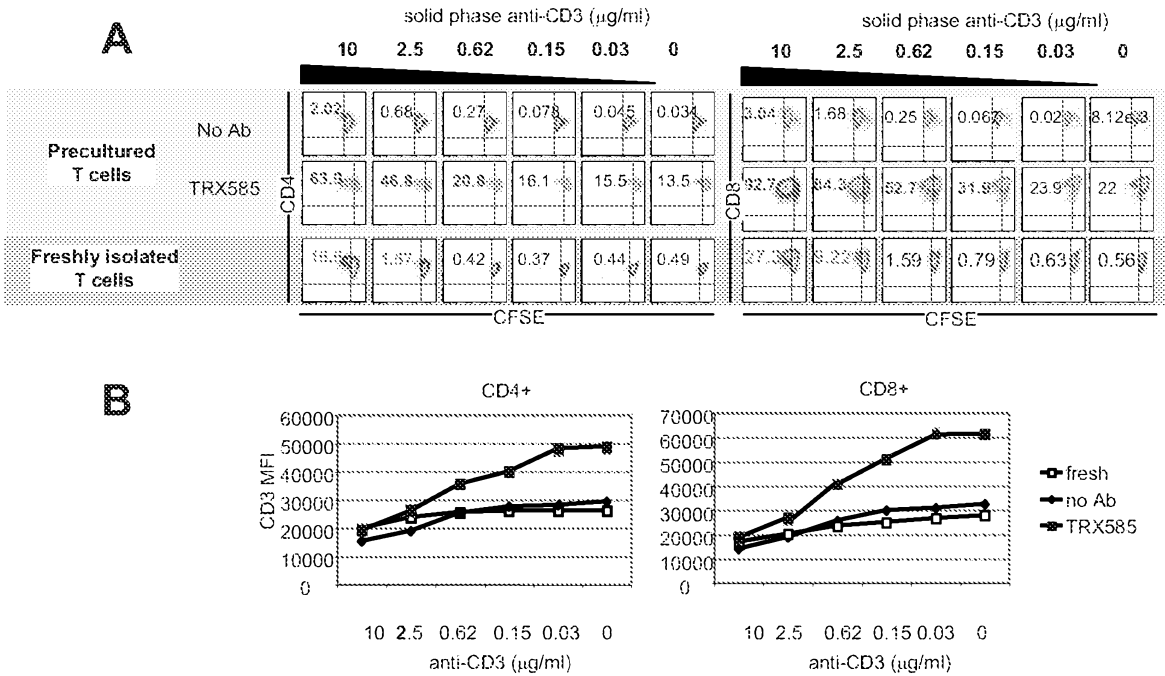 A
solid phase anti-CD3 (μg/ml)
10 2.5 0.62 0.15 0.03 0
solid phase anti-CD3 (μg/ml)
10 2.5 0.62 0.15 0.03 0
Precultured
T cells
No Ab
TRX585
Freshly isolated
T cells
CD4
2.02 0.68 0.27 0.078 0.045 0.034
63.9 46.8 20.8 16.1 15.5 13.5
1.67 0.42 0.37 0.44 0.49
CFSE
CD8
3.04 1.68 0.25 0.067 0.02
92.7 84.3 52.7 31.9 23.9 22
27.3 9.22 1.59 0.79 0.63 0.56
CFSE
B
CD4+
CD3 MFI
60000
50000
40000
30000
20000
10000
0
10 2.5 0.62 0.15 0.03 0
anti-CD3 (μg/ml)
CD8+
70000
60000
50000
40000
30000
20000
10000
0
10 2.5 0.62 0.15 0.03 0
anti-CD3 (μg/ml)
fresh
no Ab
TRX585